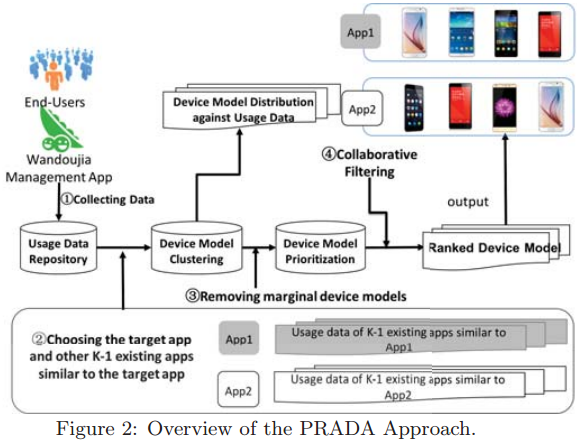 App1
End-Users
Wandoujia
Management App
Device Model Distribution
against Usage Data
App2
①Collecting Data
④Collaborative
Filtering
output
Usage Data
Repository
Device Model
Clustering
Device Model
Prioritization
Ranked Device Model
③Removing marginal device models
②Choosing the target app
and other K-1 existing apps
similar to the target app
App1
Usage data of K-1 existing apps similar to
App1
App2
Usage data of K-1 existing apps similar to
App2
Figure 2: Overview of the PRADA Approach.